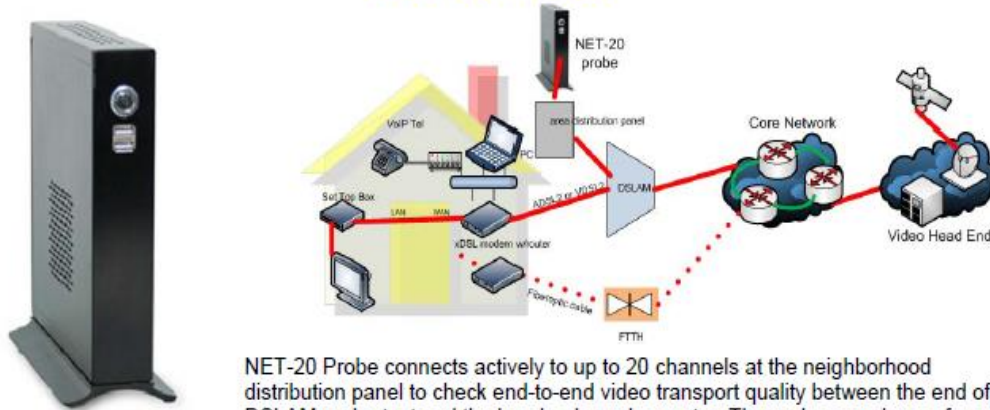 NET-20
probe
area distribution panel
VoIP Tel
PC
Core Network
DSLAM
Set Top Box
LAN
WAN
ADSL2 or VDSL2
xDSL modem w/router
Video Head End
Fiberoptic cable
FTTH
NET-20 Probe connects actively to up to 20 channels at the neighborhood
distribution panel to check end-to-end video transport quality between the end of